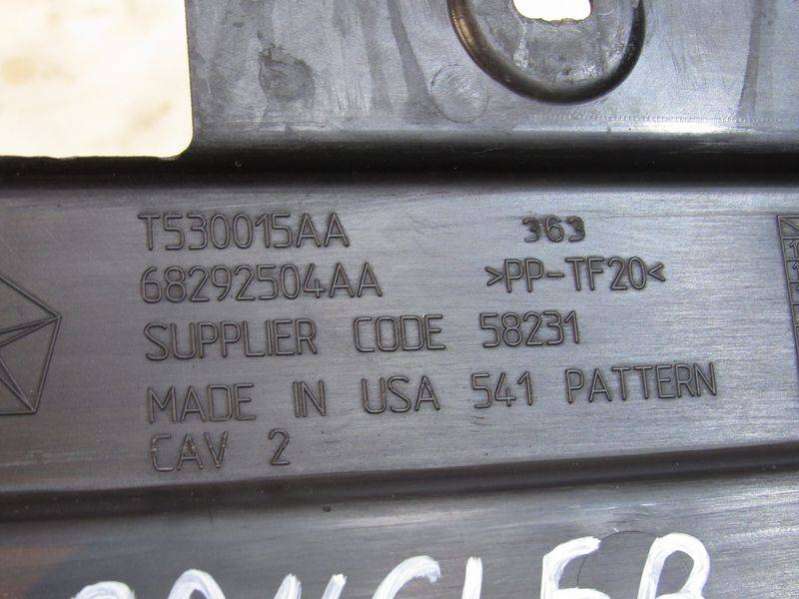 T530015AA 363
68292504AA >PP-TF20<
SUPPLIER CODE 58231
MADE IN USA 541 PATTERN
CAV 2